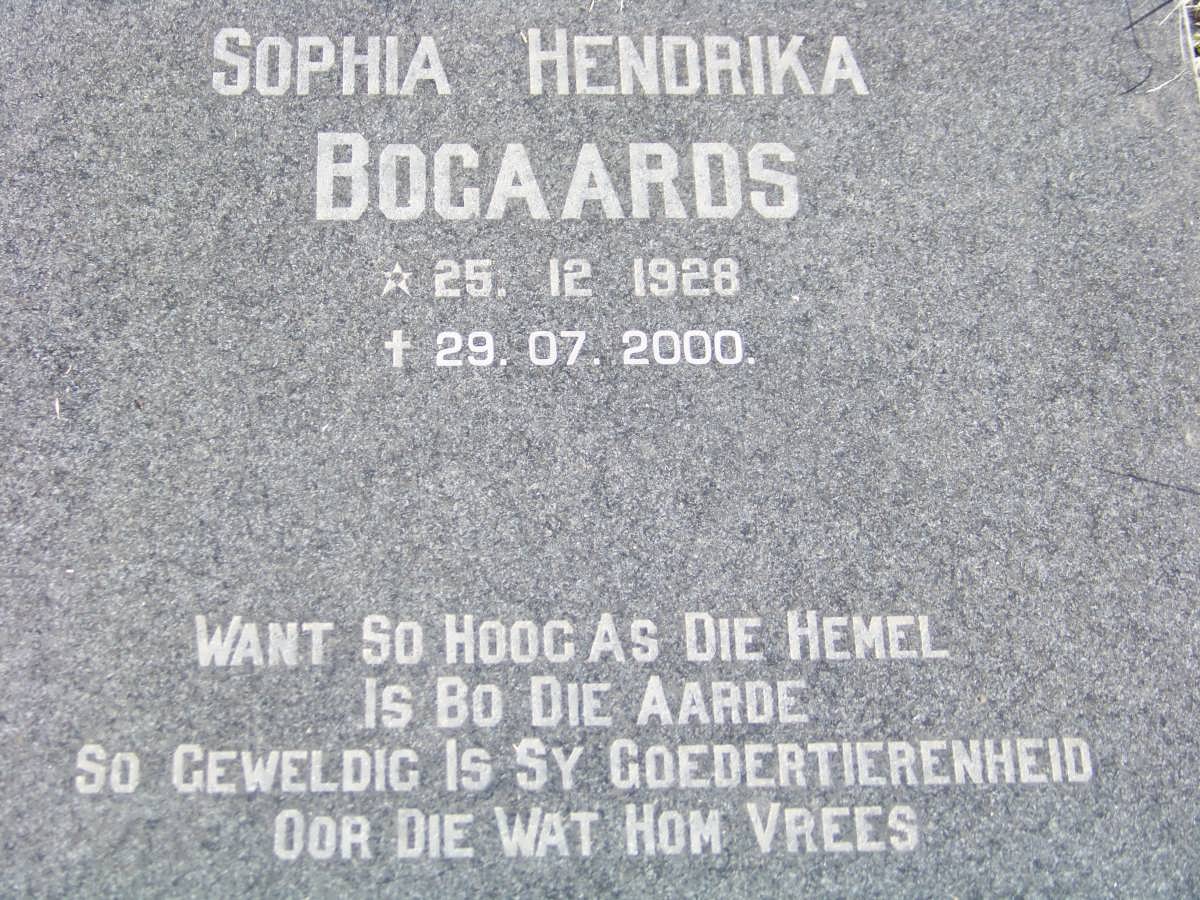 SOPHIA HENDRIKA
BOGAARDS
☆ 25. 12 1928
✝ 29. 07. 2000.
WANT SO HOOG AS DIE HEMEL
IS BO DIE AARDE
SO GEWELDIG IS SY GOEDERTIERENHEID
OOR DIE WAT HOM VREES